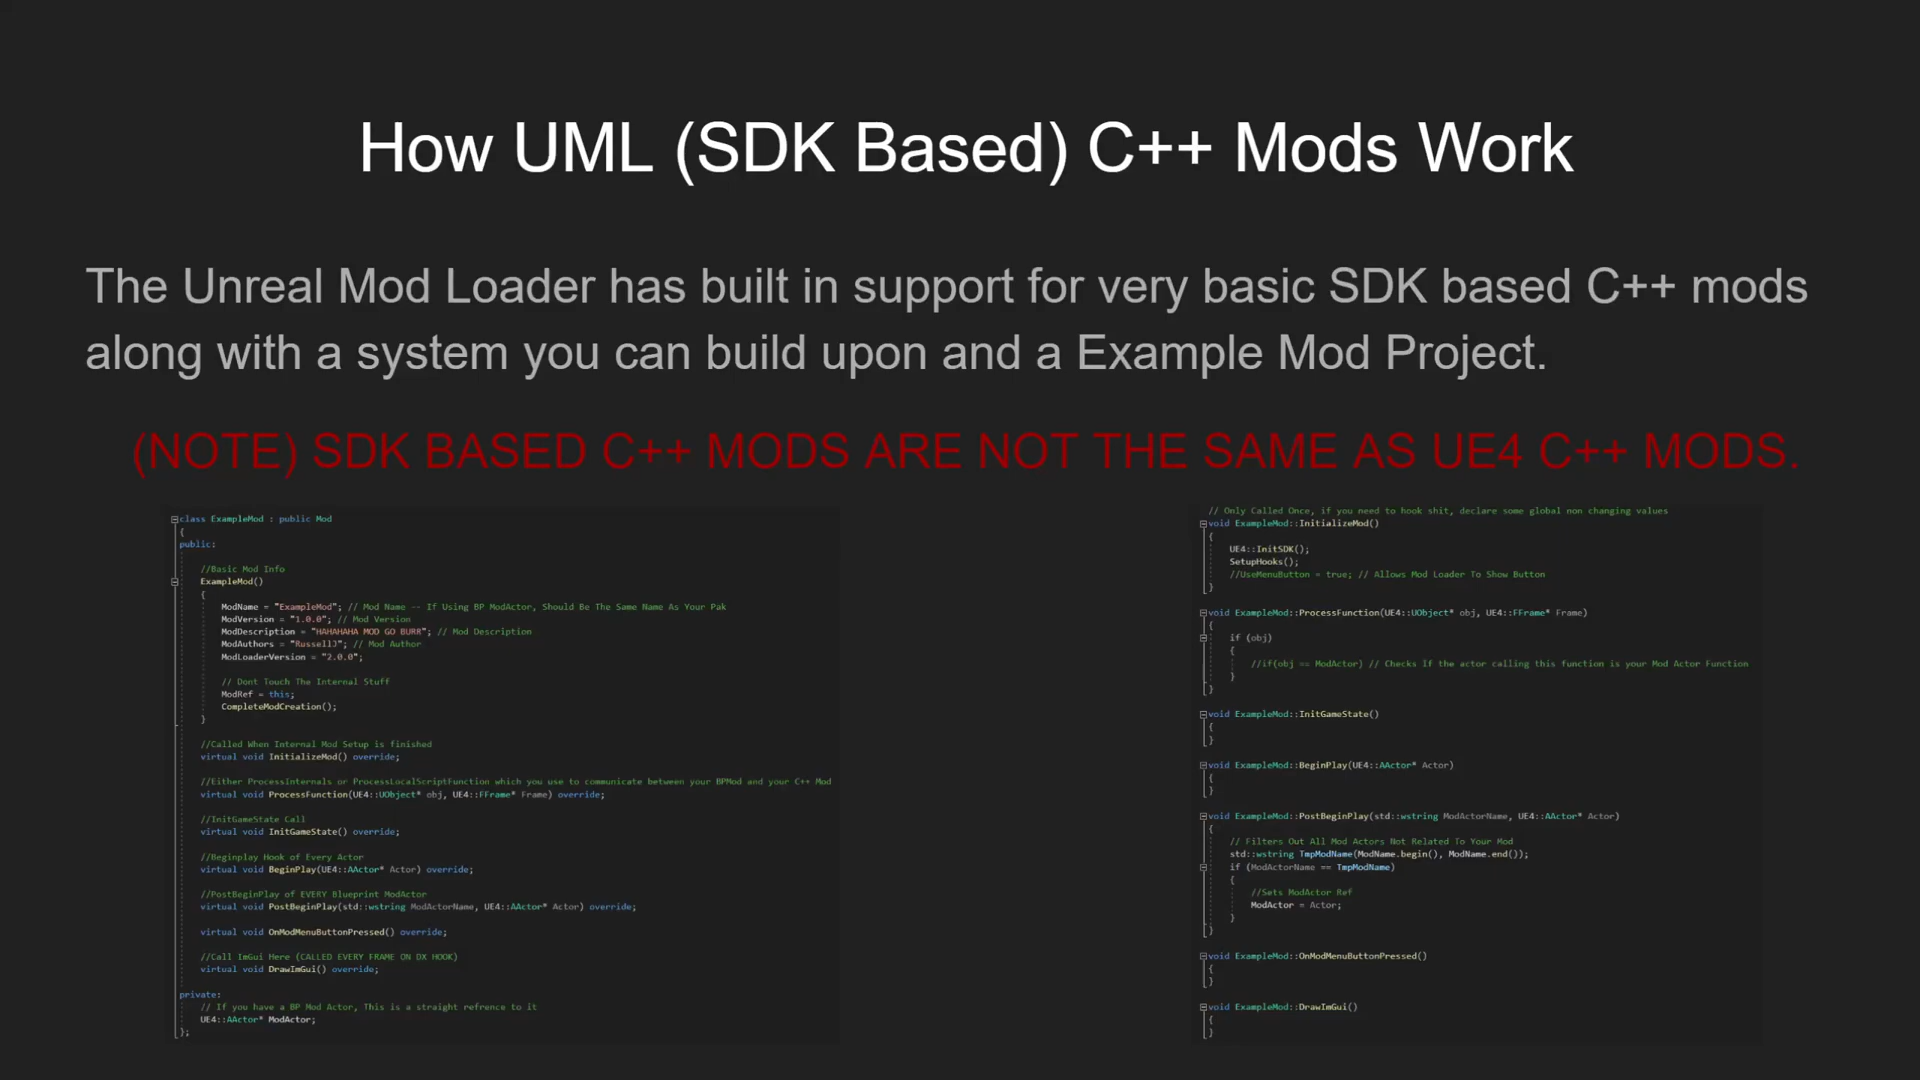 How UML (SDK Based) C++ Mods Work
The Unreal Mod Loader has built in support for very basic SDK based C++ mods
along with a system you can build upon and a Example Mod Project.
(NOTE) SDK BASED C++ MODS ARE NOT THE SAME AS UE4 C++ MODS.
class ExampleMod : public Mod
{
public:
//Basic Mod Info
ExampleMod()
{
ModName = "ExampleMod"; // Mod Name -- If Using BP ModActor, Should Be The Same Name As Your Pak
ModVersion = "1.0.0"; // Mod Version
ModDescription = "HAHAHAHA MOD GO BURR"; // Mod Description
ModAuthors = "RussellJ"; // Mod Author
ModLoaderVersion = "2.0.0";
// Dont Touch The Internal Stuff
ModRef = this;
CompleteModCreation();
}
//Called When Internal Mod Setup is finished
virtual void InitializeMod() override;
//Either ProcessInternals or ProcessLocalScriptFunction which you use to communicate between your BPMod and your C++ Mod
virtual void ProcessFunction(UE4::UObject* obj, UE4::FFrame* Frame) override;
//InitGameState Call
virtual void InitGameState() override;
//Beginplay Hook of Every Actor
virtual void BeginPlay(UE4::AActor* Actor) override;
//PostBeginPlay of EVERY Blueprint ModActor
virtual void PostBeginPlay(std::wstring ModActorName, UE4::AActor* Actor) override;
virtual void OnModMenuButtonPressed() override;
//Call ImGui Here (CALLED EVERY FRAME ON DX HOOK)
virtual void DrawImGui() override;
private:
// If you have a BP Mod Actor, This is a straight refrence to it
UE4::AActor* ModActor;
};
// Only Called Once, if you need to hook shit, declare some global non changing values
void ExampleMod::InitializeMod()
{
UE4::InitSDK();
SetupHooks();
//UseMenuButton = true; // Allows Mod Loader To Show Button
}
void ExampleMod::ProcessFunction(UE4::UObject* obj, UE4::FFrame* Frame)
{
if (obj)
{
//if(obj == ModActor) // Checks If the actor calling this function is your Mod Actor Function
}
}
void ExampleMod::InitGameState()
{
}
void ExampleMod::BeginPlay(UE4::AActor* Actor)
{
}
void ExampleMod::PostBeginPlay(std::wstring ModActorName, UE4::AActor* Actor)
{
// Filters Out All Mod Actors Not Related To Your Mod
std::wstring TmpModName(ModName.begin(), ModName.end());
if (ModActorName == TmpModName)
{
//Sets ModActor Ref
ModActor = Actor;
}
}
void ExampleMod::OnModMenuButtonPressed()
{
}
void ExampleMod::DrawImGui()
{
}